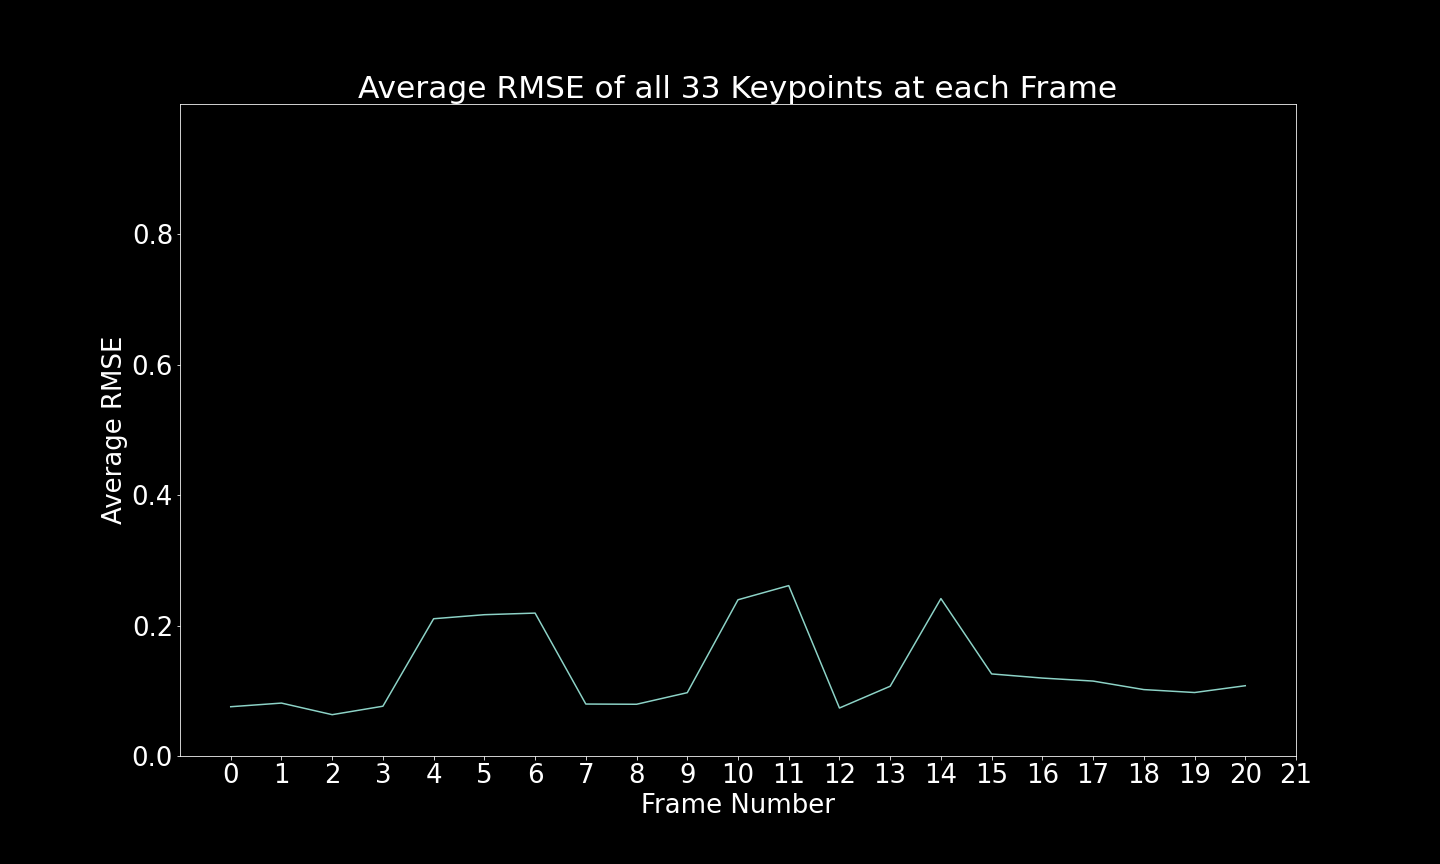 Average RMSE of all 33 Keypoints at each Frame
0.8
0.6
0.4
0.2
0.0
Average RMSE
0 1 2 3 4 5 6 7 8 9 10 11 12 13 14 15 16 17 18 19 20 21
Frame Number